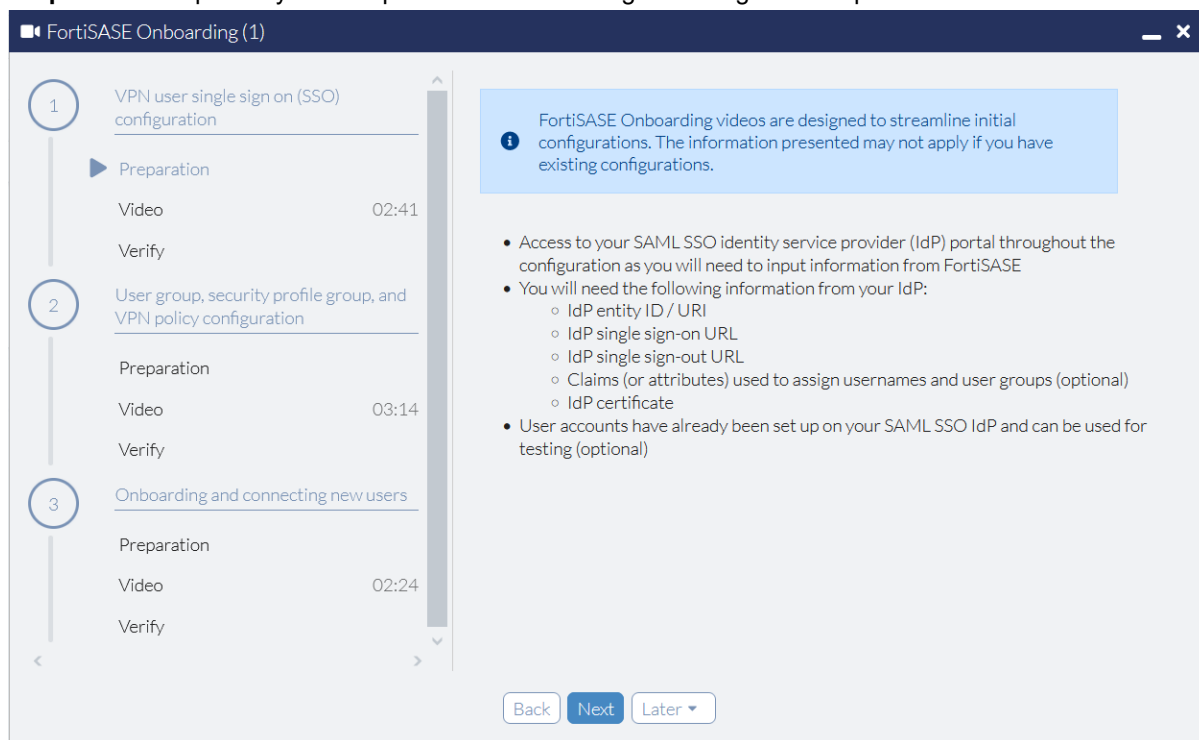 FortiSASE Onboarding (1)
1
VPN user single sign on (SSO)
configuration
Preparation
Video 02:41
Verify
2
User group, security profile group, and
VPN policy configuration
Preparation
Video 03:14
Verify
3
Onboarding and connecting new users
Preparation
Video 02:24
Verify
FortiSASE Onboarding videos are designed to streamline initial
configurations. The information presented may not apply if you have
existing configurations.
• Access to your SAML SSO identity service provider (IdP) portal throughout the
configuration as you will need to input information from FortiSASE
• You will need the following information from your IdP:
◦ IdP entity ID / URI
◦ IdP single sign-on URL
◦ IdP single sign-out URL
◦ Claims (or attributes) used to assign usernames and user groups (optional)
◦ IdP certificate
• User accounts have already been set up on your SAML SSO IdP and can be used for
testing (optional)
Back Next Later